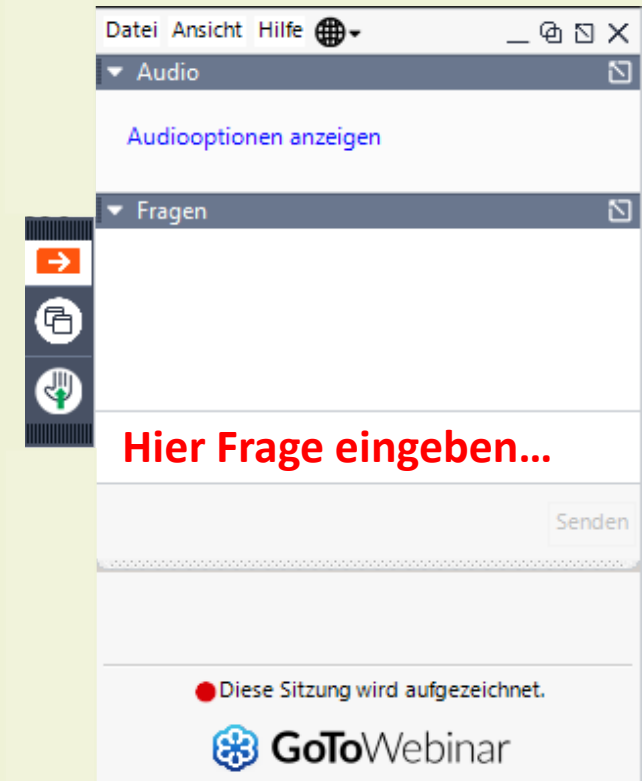 Datei Ansicht Hilfe
Audio
Audiooptionen anzeigen
Fragen
Hier Frage eingeben...
Senden
Diese Sitzung wird aufgezeichnet.
GoToWebinar